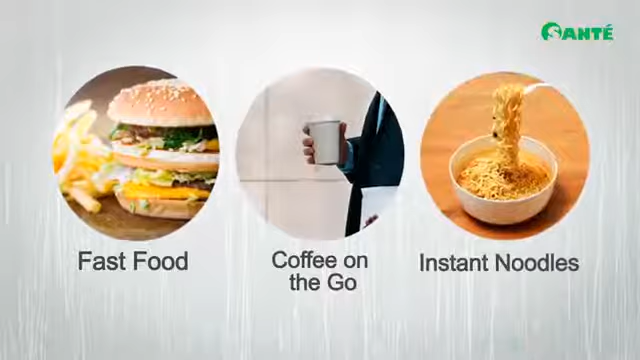 SANTÉ
Fast Food
Coffee on
the Go
Instant Noodles